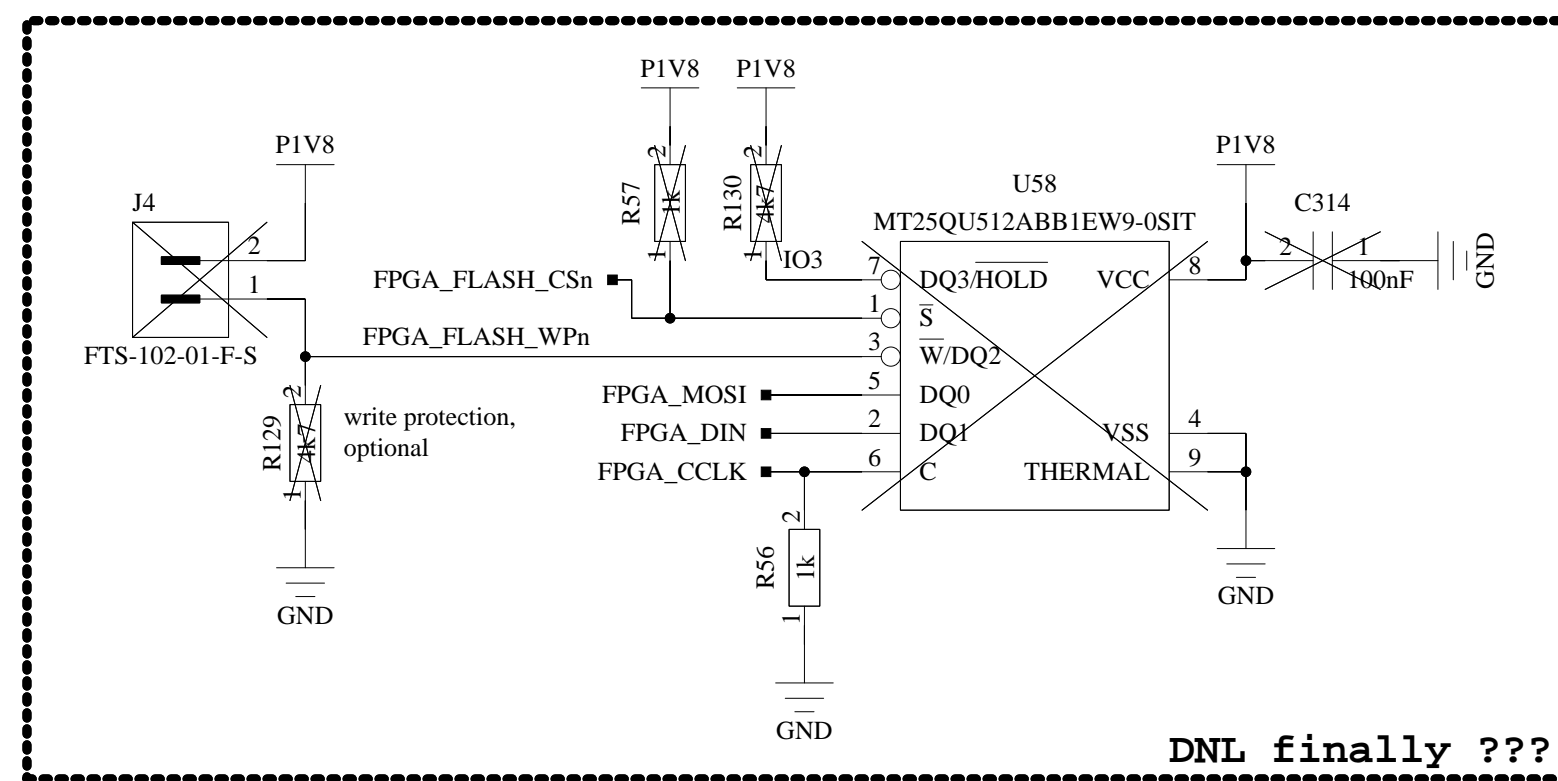 P1V8
P1V8
P1V8
P1V8
J4
2
1
FTS-102-01-F-S
2
R129
4k7
1
write protection,
optional
GND
2
R57
1k
1
2
R130
4k7
1
IO3
U58
MT25QU512ABB1EW9-0SIT
FPGA_FLASH_CSn
FPGA_FLASH_WPn
FPGA_MOSI
FPGA_DIN
FPGA_CCLK
7 DQ3/HOLD
1 S
3 W/DQ2
5 DQ0
2 DQ1
6 C
VCC 8
VSS 4
THERMAL 9
C314
2
1
100nF
GND
GND
2
R56
1k
1
GND
DNL finally ???